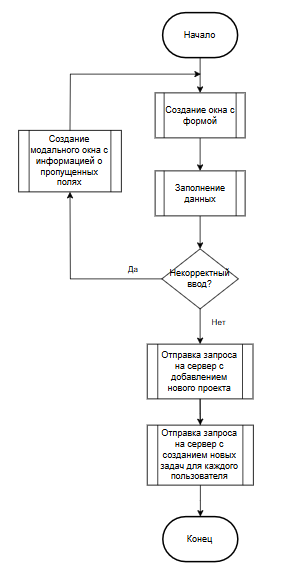 Начало
Создание окна с
формой
Создание
модального окна с
информацией о
пропущенных
полях
Заполнение
данных
Да
Некорректный
ввод?
Нет
Отправка запроса
на сервер с
добавлением
нового проекта
Отправка запроса
на сервер с
созданием новых
задач для каждого
пользователя
Конец